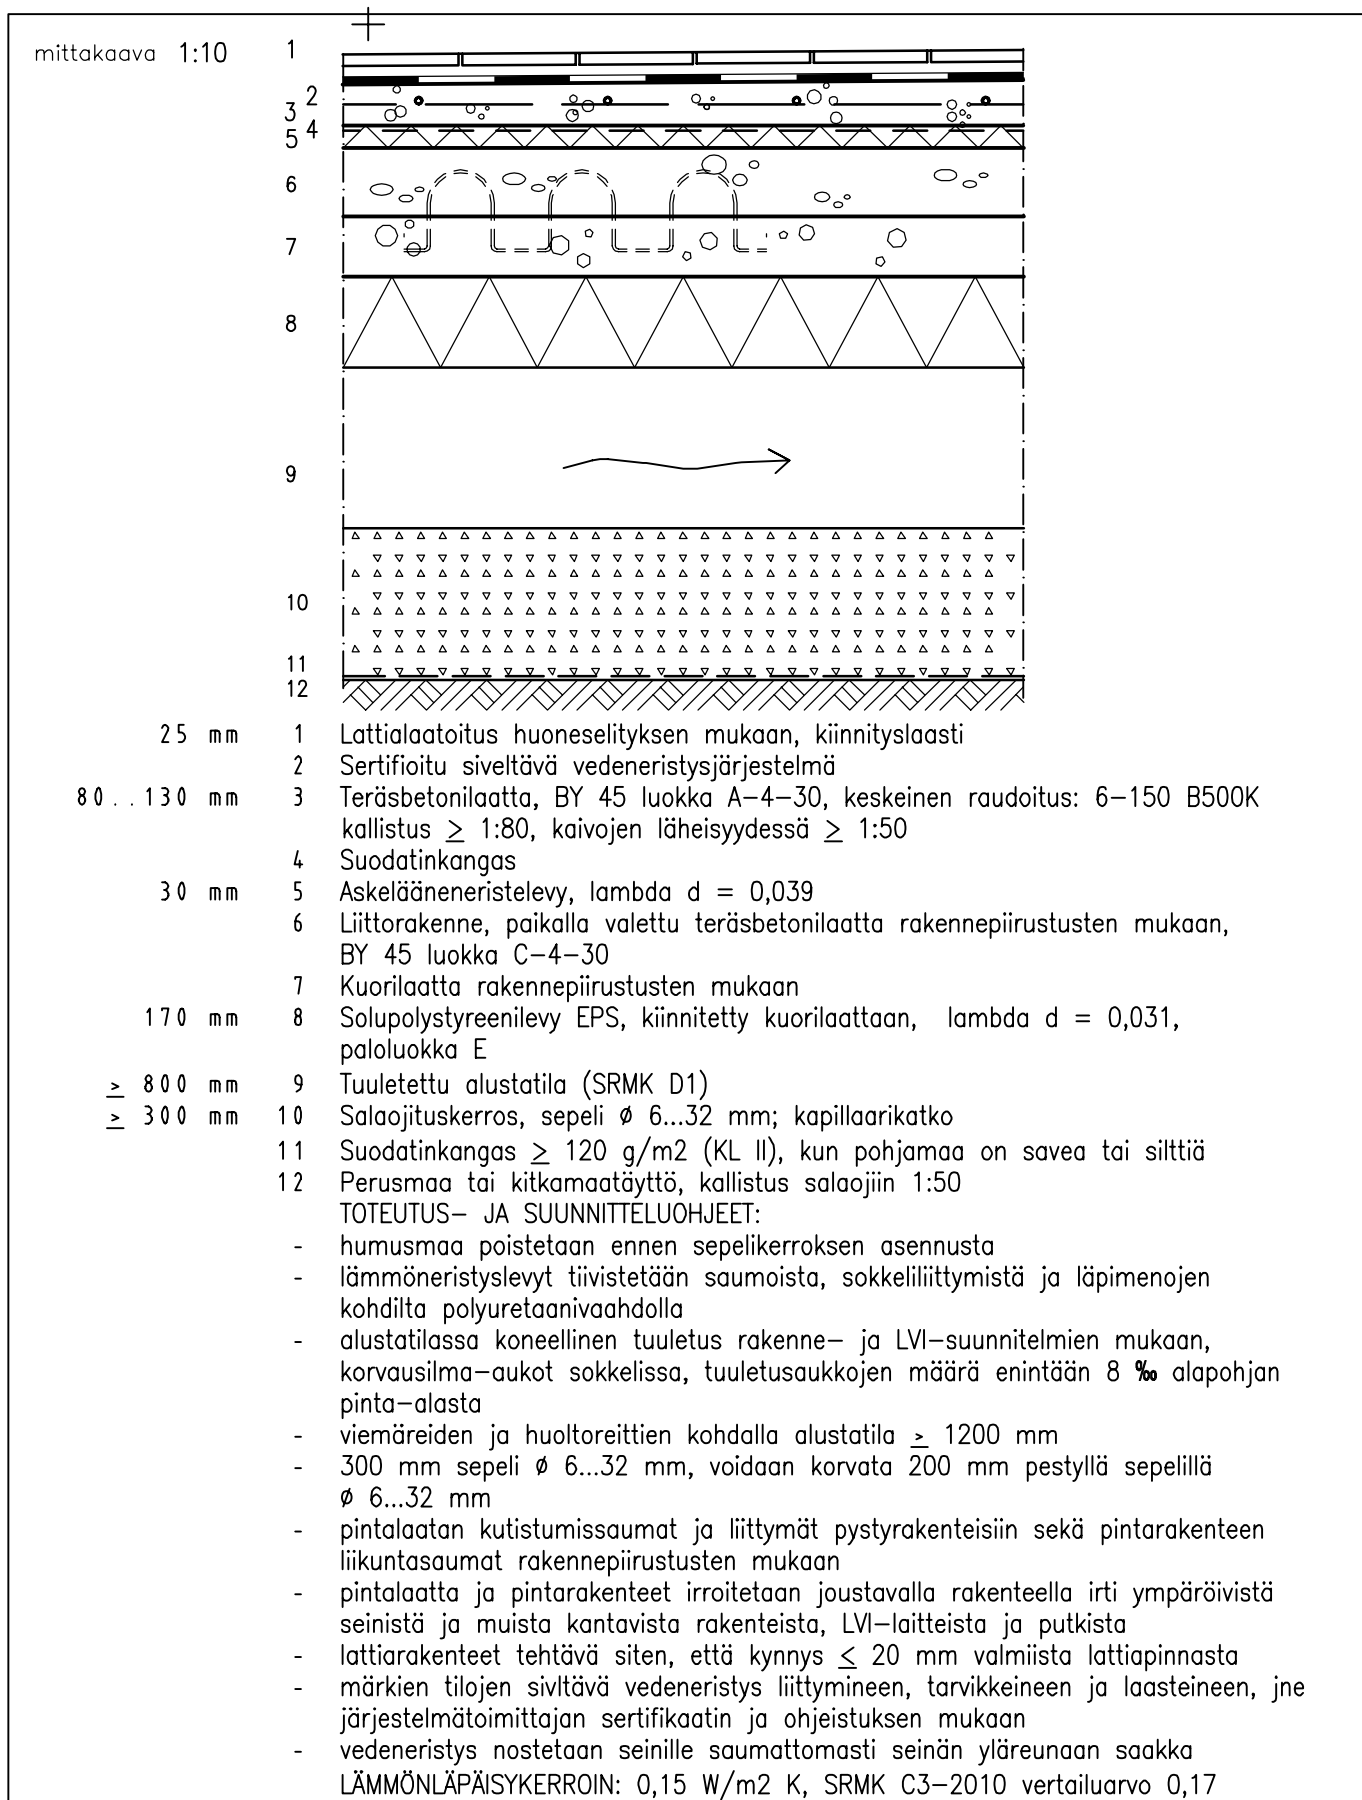 mittakaava 1:10
1
2
3
4
5
6
7
8
9
10
11
12
25 mm 1 Lattialaatoitus huoneselityksen mukaan, kiinnityslaasti
2 Sertifioitu siveltävä vedeneristysjärjestelmä
80..130 mm 3 Teräsbetonilaatta, BY 45 luokka A-4-30, keskeinen raudoitus: 6-150 B500K
kallistus ≥ 1:80, kaivojen läheisyydessä ≥ 1:50
4 Suodatinkangas
30 mm 5 Askelääneneristelevy, lambda d = 0,039
6 Liittorakenne, paikalla valettu teräsbetonilaatta rakennepiirustusten mukaan,
BY 45 luokka C-4-30
7 Kuorilaatta rakennepiirustusten mukaan
170 mm 8 Solupolystyreenilevy EPS, kiinnitetty kuorilaattaan, lambda d = 0,031,
paloluokka E
≥ 800 mm 9 Tuuletettu alustatila (SRMK D1)
≥ 300 mm 10 Salaojituskerros, sepeli ø 6...32 mm; kapillaarikatko
11 Suodatinkangas ≥ 120 g/m2 (KL II), kun pohjamaa on savea tai silttiä
12 Perusmaa tai kitkamaatäyttö, kallistus salaojiin 1:50
TOTEUTUS- JA SUUNNITTELUOHJEET:
- humusmaa poistetaan ennen sepelikerroksen asennusta
- lämmöneristyslevyt tiivistetään saumoista, sokkeliliittymistä ja läpimenojen
kohdilta polyuretaanivaahdolla
- alustatilassa koneellinen tuuletus rakenne- ja LVI-suunnitelmien mukaan,
korvausilma-aukot sokkelissa, tuuletusaukkojen määrä enintään 8 ‰ alapohjan
pinta-alasta
- viemäreiden ja huoltoreittien kohdalla alustatila ≥ 1200 mm
- 300 mm sepeli ø 6...32 mm, voidaan korvata 200 mm pestyllä sepelillä
ø 6...32 mm
- pintalaatan kutistumissaumat ja liittymät pystyrakenteisiin sekä pintarakenteen
liikuntasaumat rakennepiirustusten mukaan
- pintalaatta ja pintarakenteet irroitetaan joustavalla rakenteella irti ympäröivistä
seinistä ja muista kantavista rakenteista, LVI-laitteista ja putkista
- lattiarakenteet tehtävä siten, että kynnys ≤ 20 mm valmiista lattiapinnasta
- märkien tilojen sivltävä vedeneristys liittymineen, tarvikkeineen ja laasteineen, jne
järjestelmätoimittajan sertifikaatin ja ohjeistuksen mukaan
- vedeneristys nostetaan seinille saumattomasti seinän yläreunaan saakka
LÄMMÖNLÄPÄISYKERROIN: 0,15 W/m2 K, SRMK C3-2010 vertailuarvo 0,17